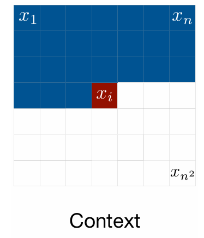 x₁ xₙ
xᵢ
xₙ²
Context